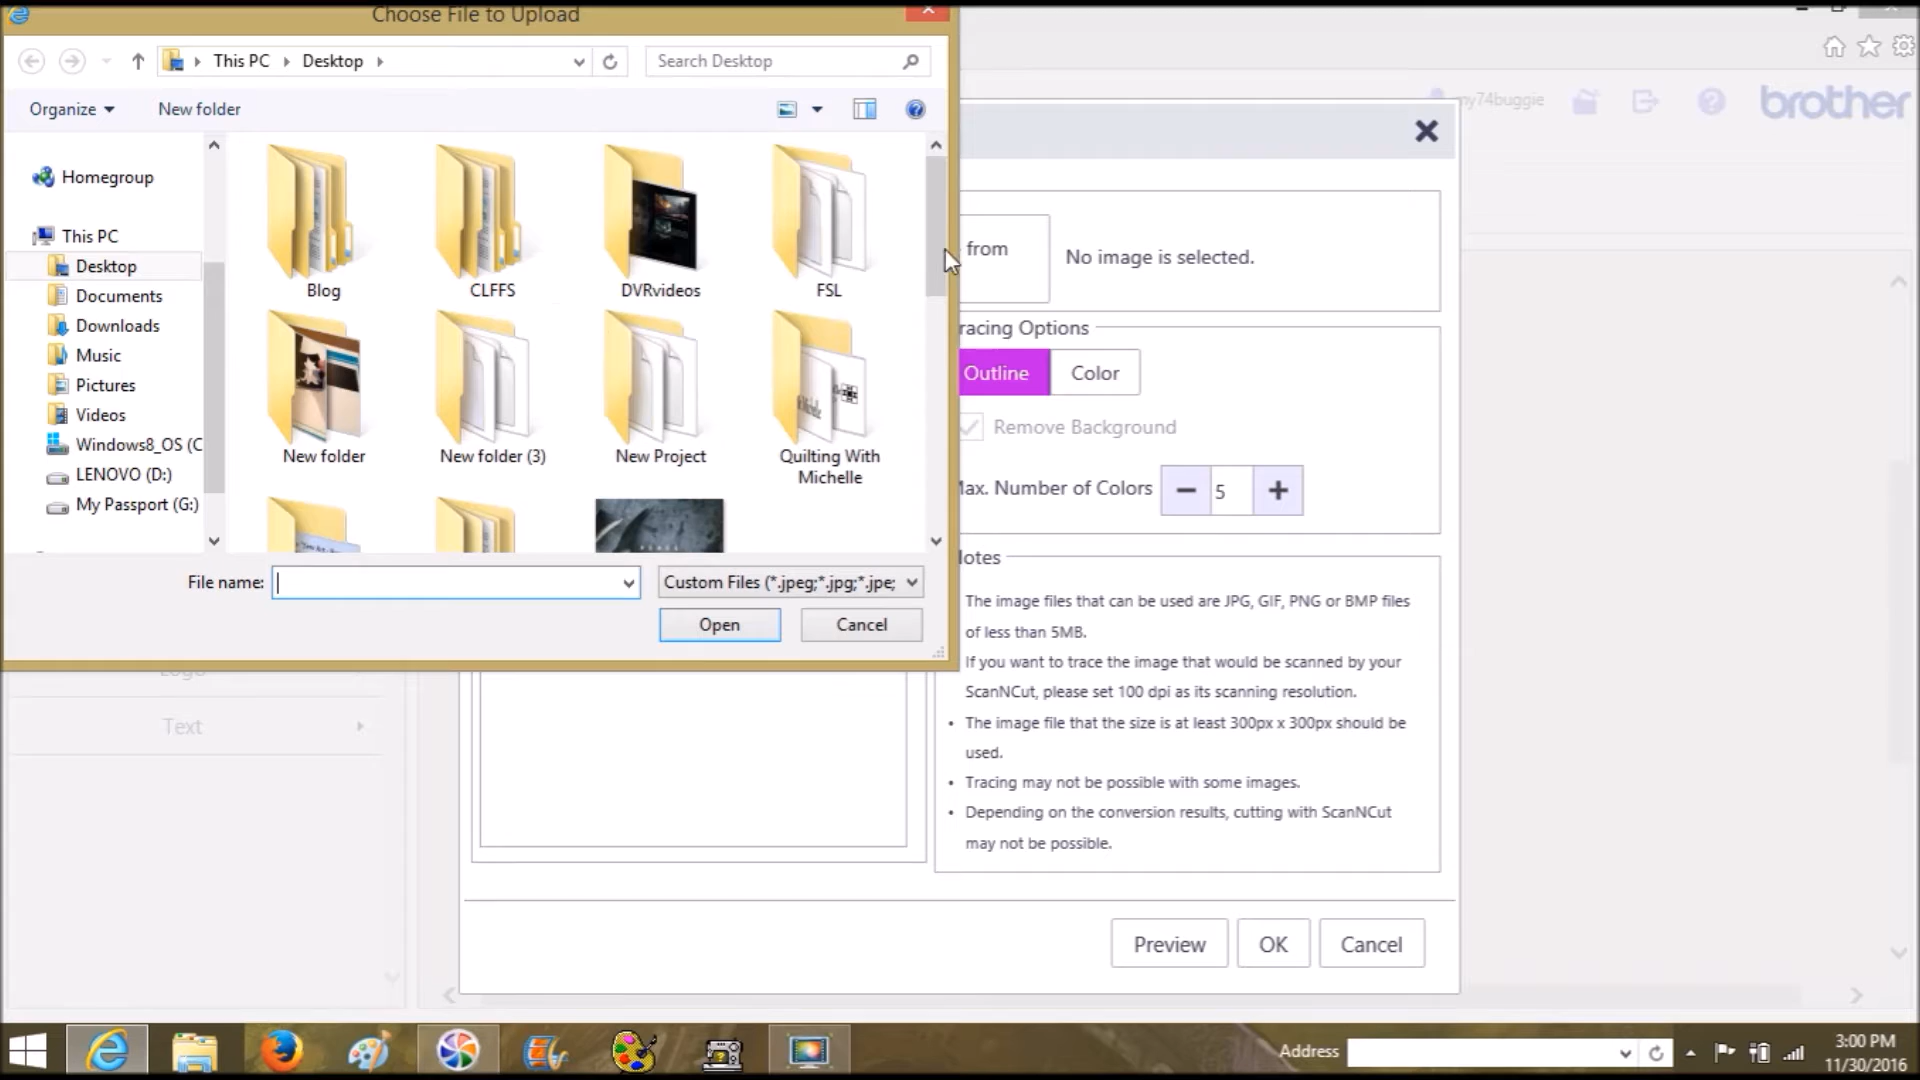 Choose File to Upload
This PC
Desktop
Search Desktop
Organize
New folder
Homegroup
This PC
Desktop
Documents
Downloads
Music
Pictures
Videos
Windows8_OS (C
LENOVO (D:)
My Passport (G:)
Blog
CLFFS
DVRvideos
FSL
New folder
New folder (3)
New Project
Quilting With
Michelle
File name:
Custom Files (*.jpeg;*.jpg;*.jpe;
Open
Cancel
my74buggie
brother
from
No image is selected.
racing Options
Outline
Color
Remove Background
Max. Number of Colors
5
Notes
The image files that can be used are JPG, GIF, PNG or BMP files
of less than 5MB.
If you want to trace the image that would be scanned by your
ScanNCut, please set 100 dpi as its scanning resolution.
• The image file that the size is at least 300px x 300px should be
used.
• Tracing may not be possible with some images.
• Depending on the conversion results, cutting with ScanNCut
may not be possible.
Text
Preview
OK
Cancel
Address
3:00 PM
11/30/2016